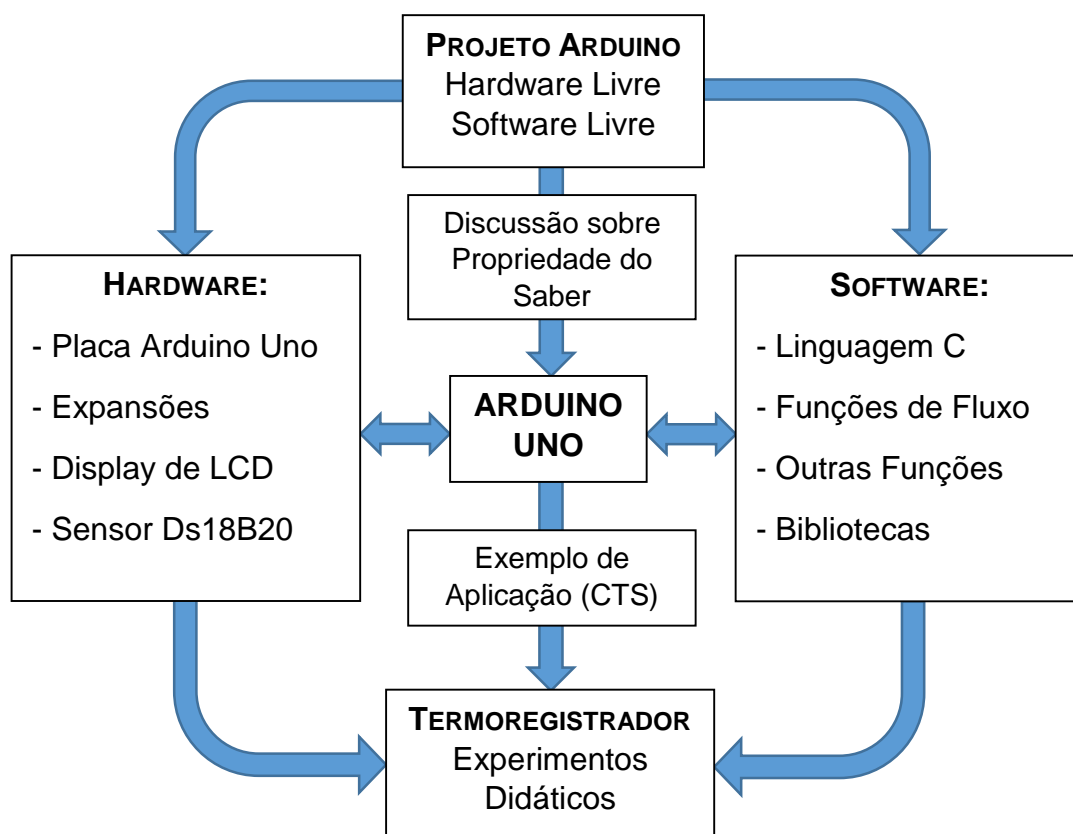 PROJETO ARDUINO
Hardware Livre
Software Livre
Discussão sobre
Propriedade do
Saber
HARDWARE:
- Placa Arduino Uno
- Expansões
- Display de LCD
- Sensor Ds18B20
ARDUINO
UNO
SOFTWARE:
- Linguagem C
- Funções de Fluxo
- Outras Funções
- Bibliotecas
Exemplo de
Aplicação (CTS)
TERMOREGISTRADOR
Experimentos
Didáticos